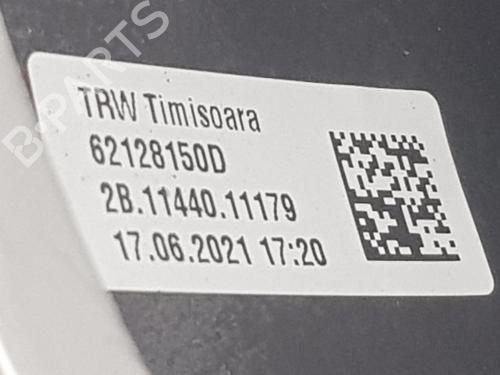 B-PARTS
TRW Timisoara
62128150D
2B.11440.11179
17.06.2021 17:20